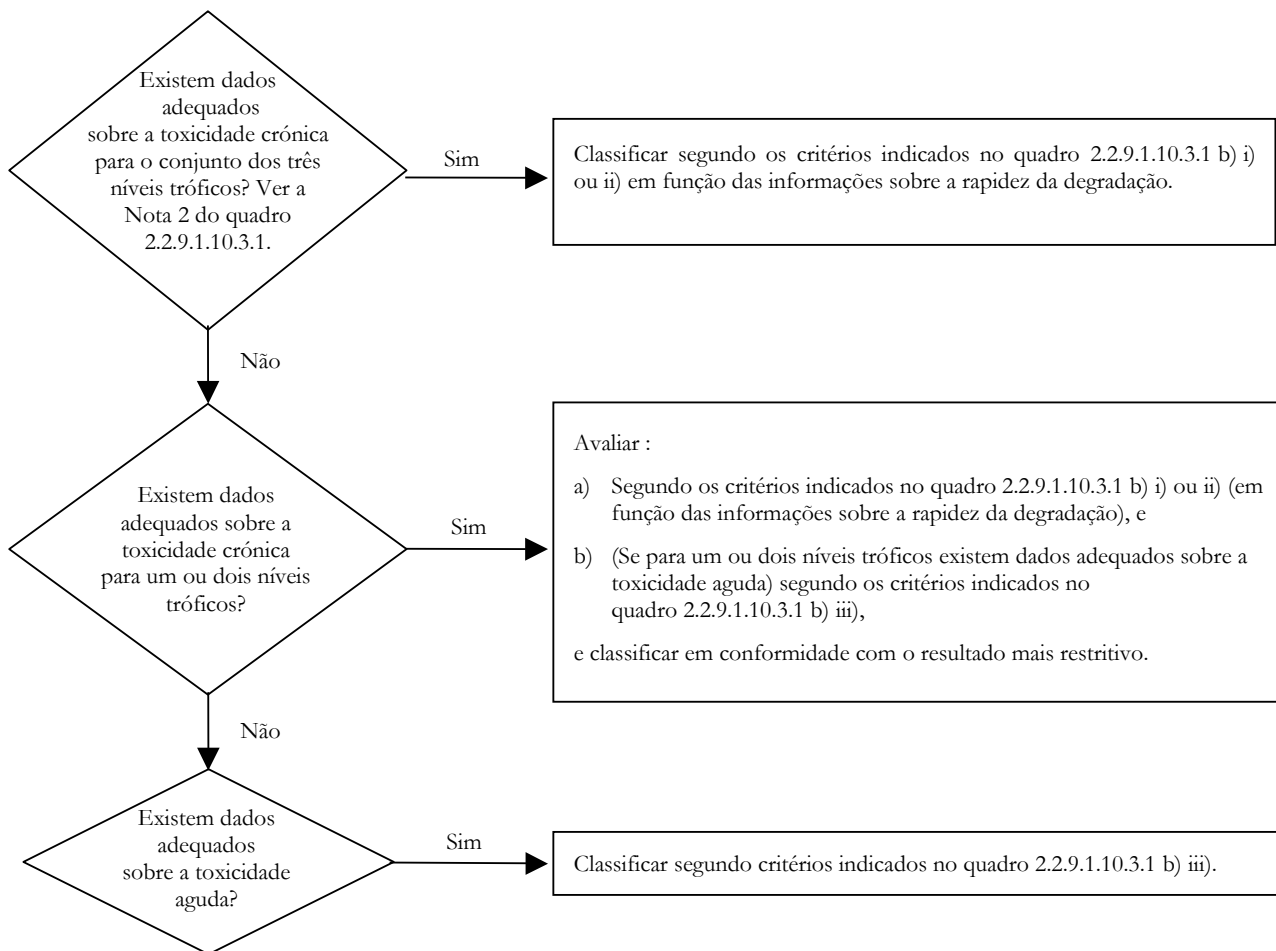 Existem dados
adequados
sobre a toxicidade crónica
para o conjunto dos três
níveis tróficos? Ver a
Nota 2 do quadro
2.2.9.1.10.3.1.
Sim
Classificar segundo os critérios indicados no quadro 2.2.9.1.10.3.1 b) i)
ou ii) em função das informações sobre a rapidez da degradação.
Não
Existem dados
adequados sobre a
toxicidade crónica
para um ou dois níveis
tróficos?
Sim
Avaliar :
a) Segundo os critérios indicados no quadro 2.2.9.1.10.3.1 b) i) ou ii) (em
função das informações sobre a rapidez da degradação), e
b) (Se para um ou dois níveis tróficos existem dados adequados sobre a
toxicidade aguda) segundo os critérios indicados no
quadro 2.2.9.1.10.3.1 b) iii),
e classificar em conformidade com o resultado mais restritivo.
Não
Existem dados
adequados
sobre a toxicidade
aguda?
Sim
Classificar segundo critérios indicados no quadro 2.2.9.1.10.3.1 b) iii).